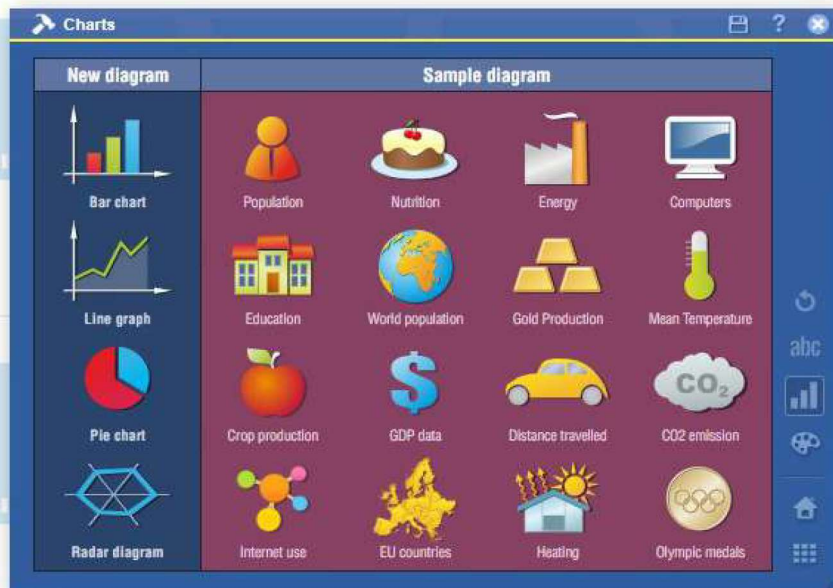 Charts
?
New diagram
Sample diagram
Bar chart
Population
Nutrition
Energy
Computers
Line graph
Education
World population
Gold Production
Mean Temperature
Pie chart
Crop production
$
GDP data
Distance travelled
CO₂
CO2 emission
Radar diagram
Internet use
EU countries
Heating
Olympic medals
abc